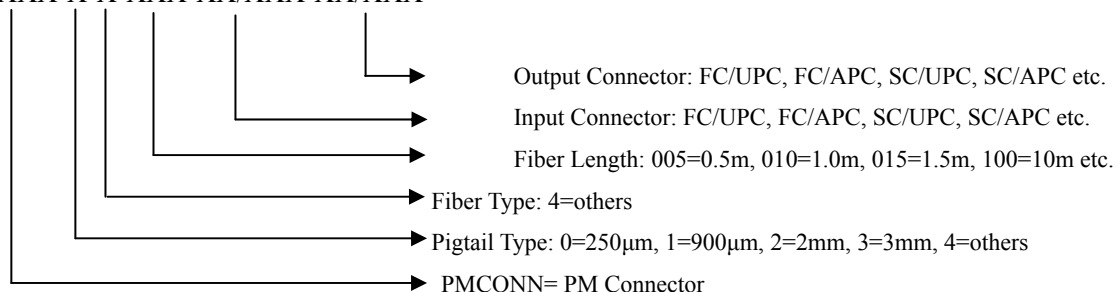 Output Connector: FC/UPC, FC/APC, SC/UPC, SC/APC etc.
Input Connector: FC/UPC, FC/APC, SC/UPC, SC/APC etc.
Fiber Length: 005=0.5m, 010=1.0m, 015=1.5m, 100=10m etc.
Fiber Type: 4=others
Pigtail Type: 0=250μm, 1=900μm, 2=2mm, 3=3mm, 4=others
PMCONN= PM Connector